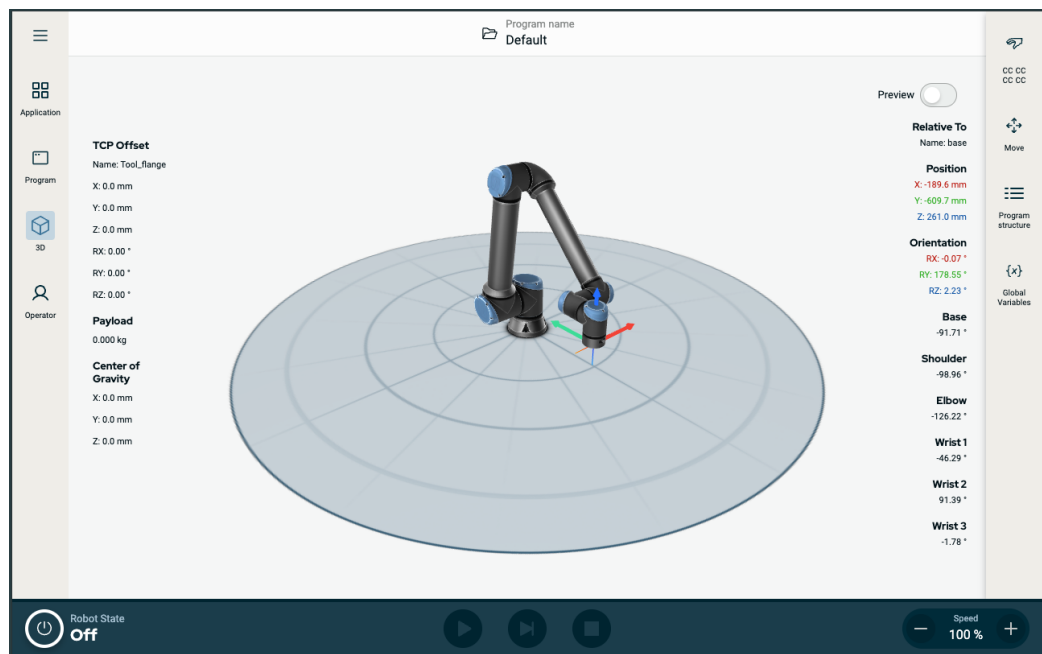 Program name
Default
Application
Program
3D
Operator
TCP Offset
Name: Tool_flange
X: 0.0 mm
Y: 0.0 mm
Z: 0.0 mm
RX: 0.00 °
RY: 0.00 °
RZ: 0.00 °
Payload
0.000 kg
Center of
Gravity
X: 0.0 mm
Y: 0.0 mm
Z: 0.0 mm
Preview
Relative To
Name: base
Position
X: -189.6 mm
Y: -609.7 mm
Z: 261.0 mm
Orientation
RX: -0.07 °
RY: 178.55 °
RZ: 2.23 °
Base
-91.71 °
Shoulder
-98.96 °
Elbow
-126.22 °
Wrist 1
-46.29 °
Wrist 2
91.39 °
Wrist 3
-1.78 °
CC CC
CC CC
Move
Program
structure
{x}
Global
Variables
Robot State
Off
Speed
100 %